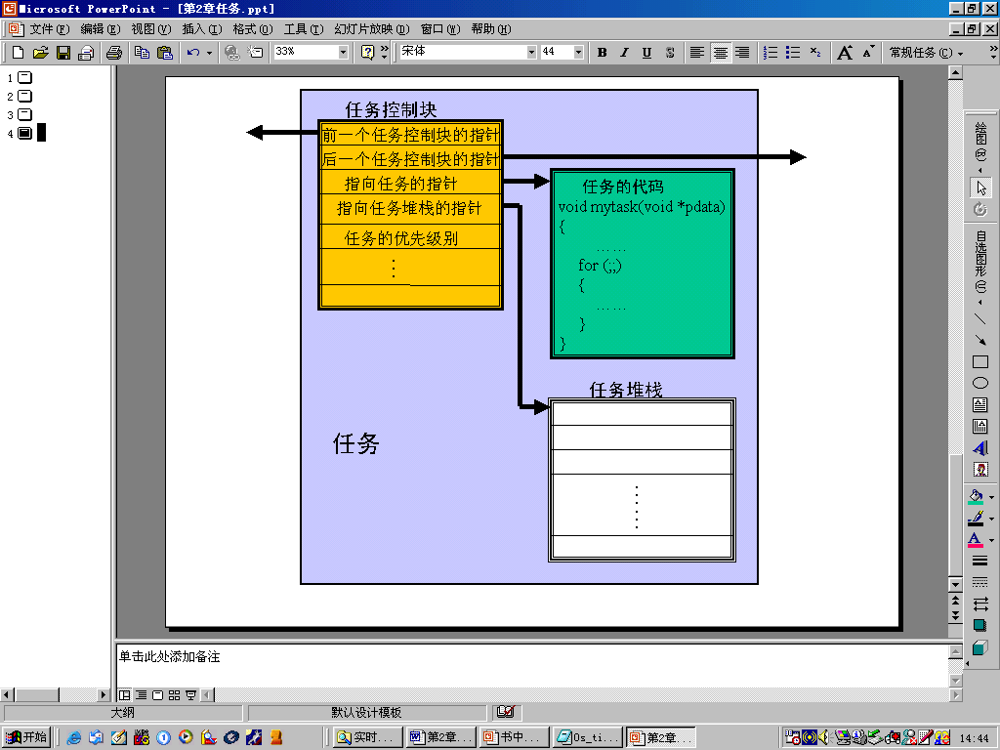 Microsoft PowerPoint - [第2章任务.ppt]
文件(F) 编辑(E) 视图(V) 插入(I) 格式(O) 工具(T) 幻灯片放映(D) 窗口(W) 帮助(H)
33% 宋体 44 B I U S A A 常规任务(C)
1
2
3
4
任务控制块
前一个任务控制块的指针
后一个任务控制块的指针
指向任务的指针
指向任务堆栈的指针
任务的优先级别
⋮
任务的代码
void mytask(void *pdata)
{
……
for (;;)
{
……
}
}
任务堆栈
任务
绘图
自选图形
单击此处添加备注
大纲 默认设计模板
开始 实时... 第2章... 书中... Os_ti... 第2章... 14:44